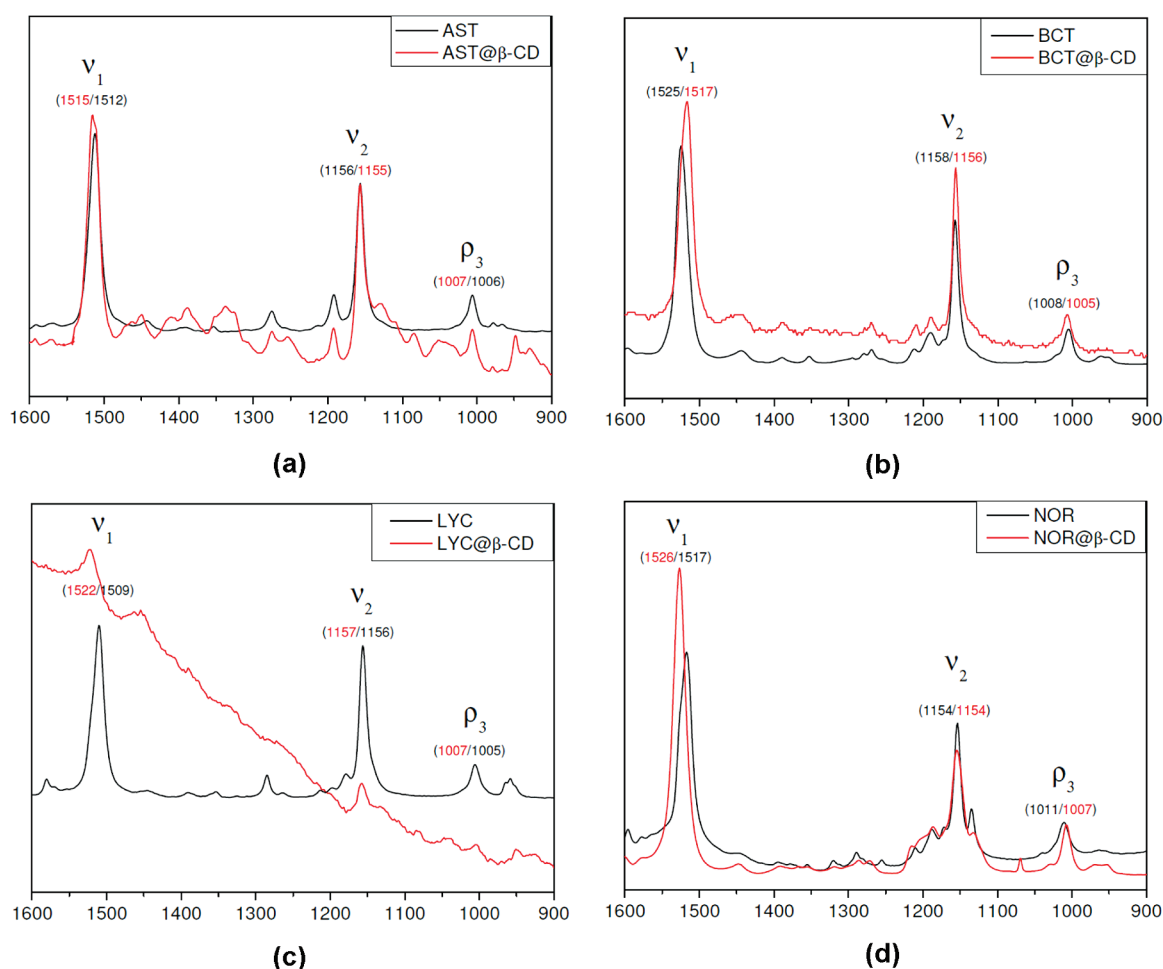 AST
AST@β-CD
ν1
(1515/1512)
ν2
(1156/1155)
ρ3
(1007/1006)
1600 1500 1400 1300 1200 1100 1000 900
(a)
BCT
BCT@β-CD
ν1
(1525/1517)
ν2
(1158/1156)
ρ3
(1008/1005)
1600 1500 1400 1300 1200 1100 1000 900
(b)
LYC
LYC@β-CD
ν1
(1522/1509)
ν2
(1157/1156)
ρ3
(1007/1005)
1600 1500 1400 1300 1200 1100 1000 900
(c)
NOR
NOR@β-CD
ν1
(1526/1517)
ν2
(1154/1154)
ρ3
(1011/1007)
1600 1500 1400 1300 1200 1100 1000 900
(d)